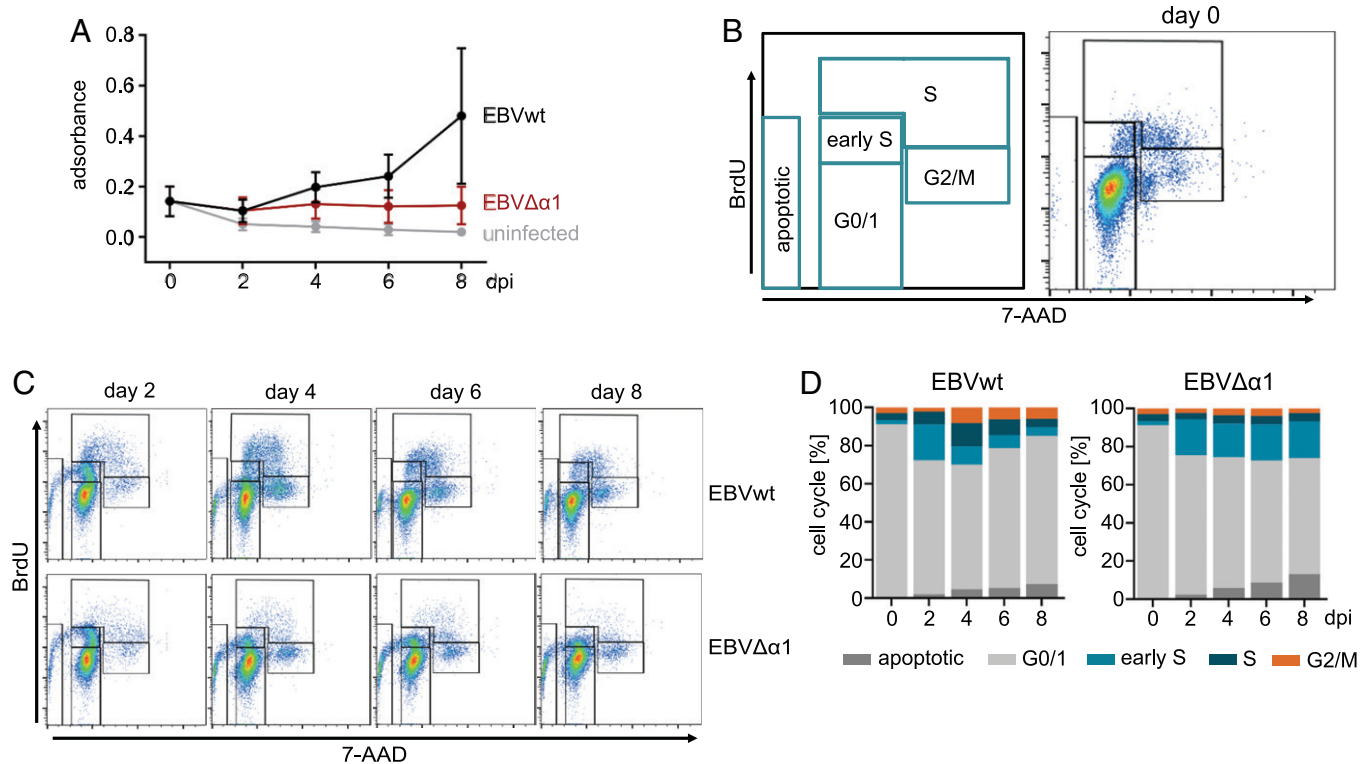 A
0.8
0.6
0.4
0.2
0.0
adsorbance
EBVwt
EBVΔα1
uninfected
0 2 4 6 8 dpi
B
day 0
S
early S
G2/M
G0/1
apoptotic
BrdU
7-AAD
C
day 2 day 4 day 6 day 8
EBVwt
EBVΔα1
BrdU
7-AAD
D
EBVwt EBVΔα1
cell cycle [%]
100
80
60
40
20
0
0 2 4 6 8
cell cycle [%]
100
80
60
40
20
0
0 2 4 6 8 dpi
apoptotic G0/1 early S S G2/M